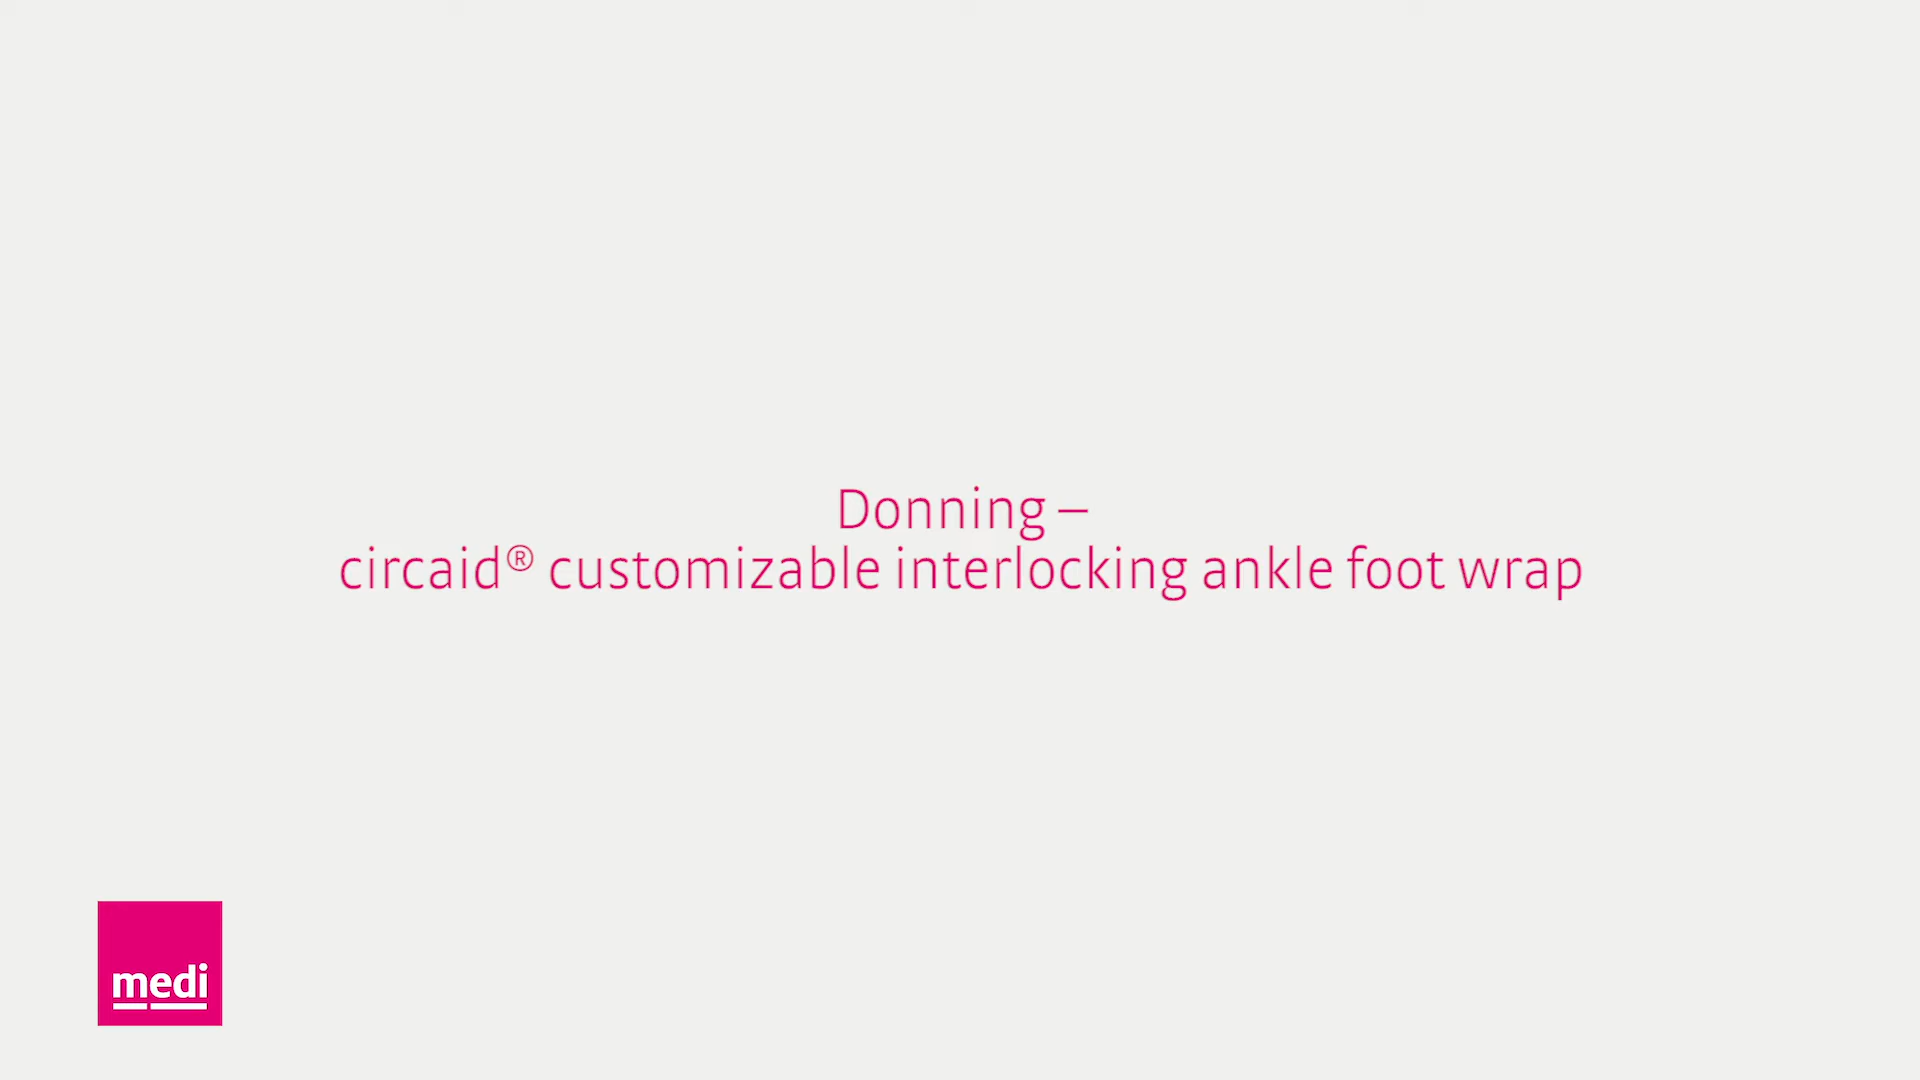 Donning –
circaid® customizable interlocking ankle foot wrap
medi